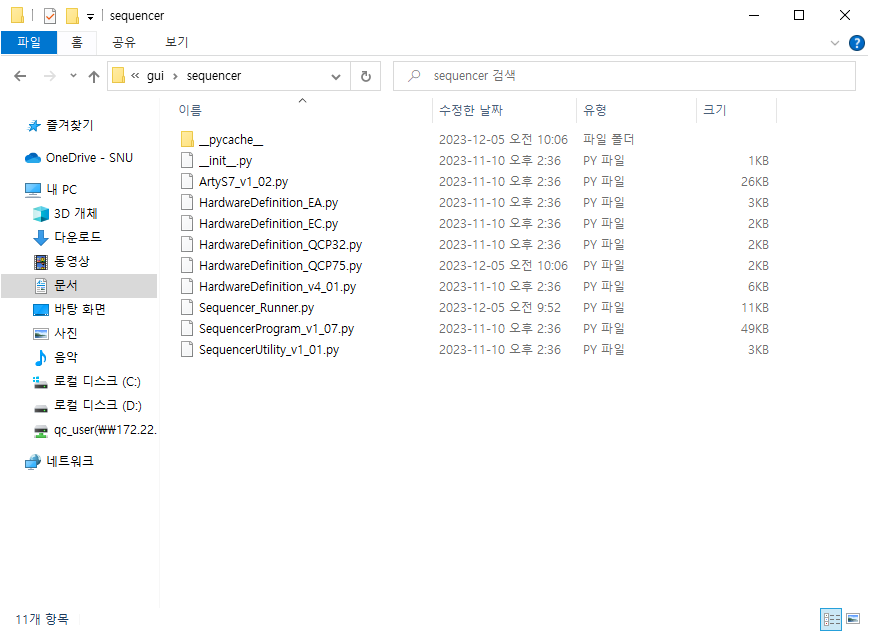 sequencer
파일 홈 공유 보기
« gui › sequencer
sequencer 검색
즐겨찾기
OneDrive - SNU
내 PC
3D 개체
다운로드
동영상
문서
바탕 화면
사진
음악
로컬 디스크 (C:)
로컬 디스크 (D:)
qc_user(₩₩172.22.
네트워크
이름 수정한 날짜 유형 크기
__pycache__ 2023-12-05 오전 10:06 파일 폴더
__init__.py 2023-11-10 오후 2:36 PY 파일 1KB
ArtyS7_v1_02.py 2023-11-10 오후 2:36 PY 파일 26KB
HardwareDefinition_EA.py 2023-11-10 오후 2:36 PY 파일 3KB
HardwareDefinition_EC.py 2023-11-10 오후 2:36 PY 파일 2KB
HardwareDefinition_QCP32.py 2023-11-10 오후 2:36 PY 파일 2KB
HardwareDefinition_QCP75.py 2023-12-05 오전 10:06 PY 파일 2KB
HardwareDefinition_v4_01.py 2023-11-10 오후 2:36 PY 파일 6KB
Sequencer_Runner.py 2023-12-05 오전 9:52 PY 파일 11KB
SequencerProgram_v1_07.py 2023-11-10 오후 2:36 PY 파일 49KB
SequencerUtility_v1_01.py 2023-11-10 오후 2:36 PY 파일 3KB
11개 항목